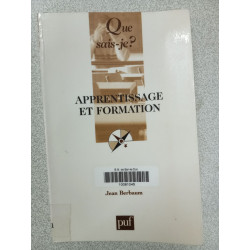 Que
sais-je?
APPRENTISSAGE
ET FORMATION
Jean Berbaum
puf